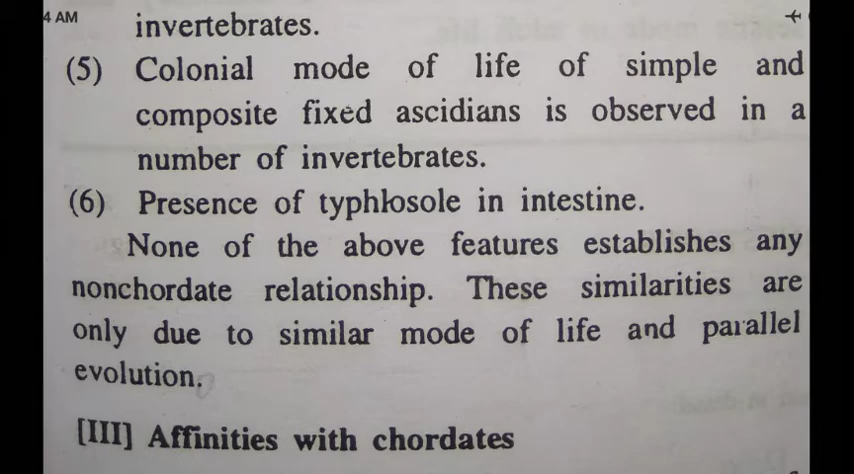 4 AM
invertebrates.
(5) Colonial mode of life of simple and
composite fixed ascidians is observed in a
number of invertebrates.
(6) Presence of typhlosole in intestine.
None of the above features establishes any
nonchordate relationship. These similarities are
only due to similar mode of life and parallel
evolution.
[III] Affinities with chordates